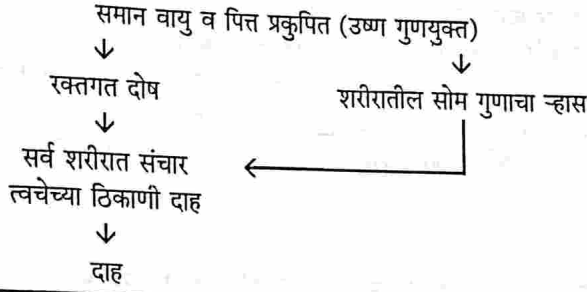 समान वायु व पित्त प्रकुपित (उष्ण गुणयुक्त)
↓ ↓
रक्तगत दोष शरीरातील सोम गुणाचा ऱ्हास
↓
सर्व शरीरात संचार ←
त्वचेच्या ठिकाणी दाह
↓
दाह